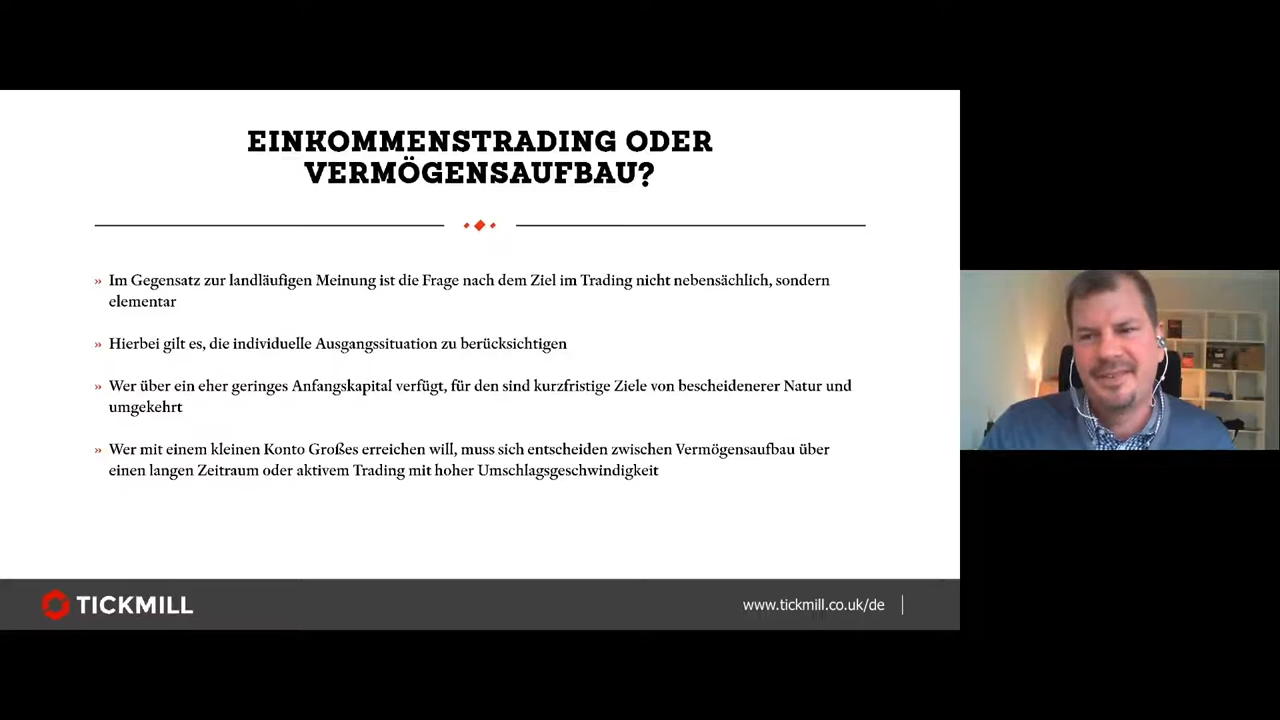 EINKOMMENSTRADING ODER
VERMÖGENSAUFBAU?
» Im Gegensatz zur landläufigen Meinung ist die Frage nach dem Ziel im Trading nicht nebensächlich, sondern
elementar
» Hierbei gilt es, die individuelle Ausgangssituation zu berücksichtigen
» Wer über ein eher geringes Anfangskapital verfügt, für den sind kurzfristige Ziele von bescheidenerer Natur und
umgekehrt
» Wer mit einem kleinen Konto Großes erreichen will, muss sich entscheiden zwischen Vermögensaufbau über
einen langen Zeitraum oder aktivem Trading mit hoher Umschlagsgeschwindigkeit
TICKMILL
www.tickmill.co.uk/de